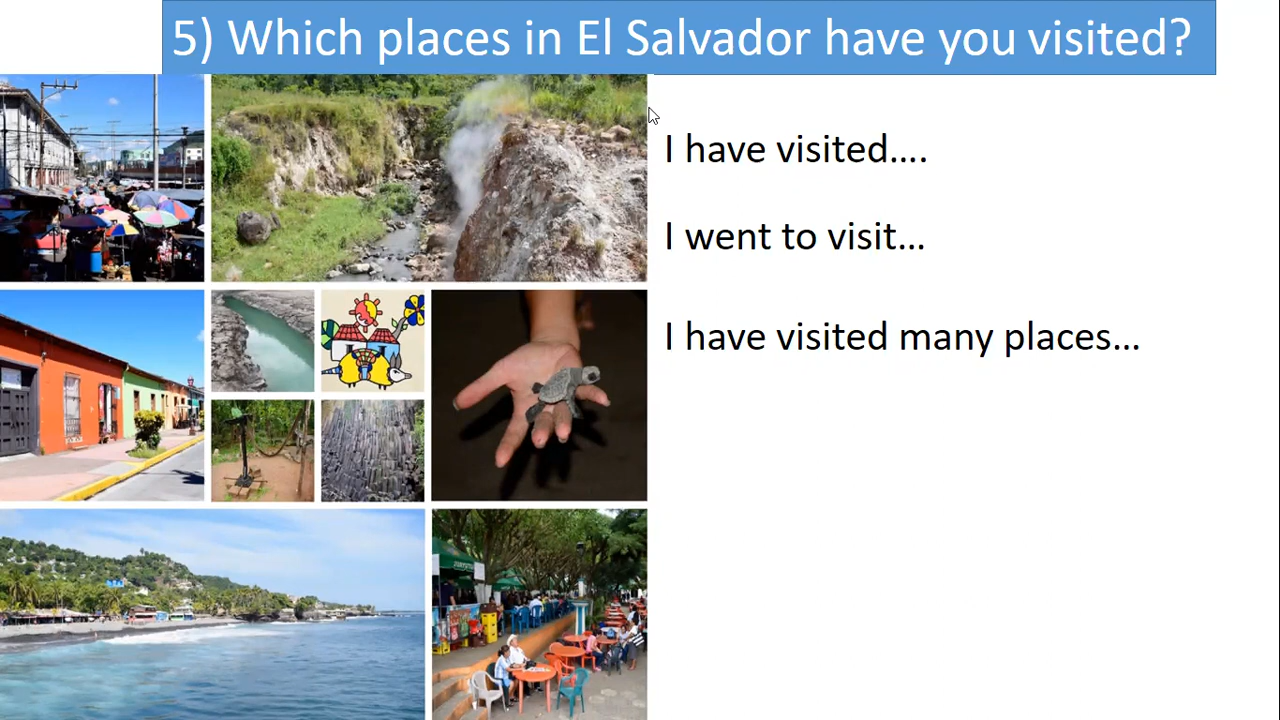 5) Which places in El Salvador have you visited?
I have visited....
I went to visit...
I have visited many places...